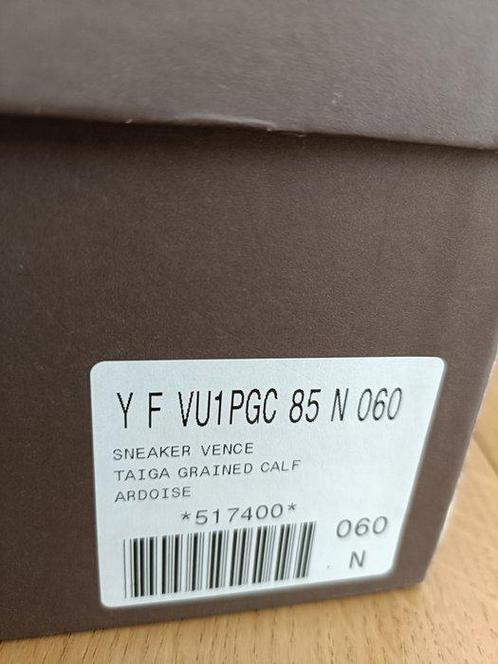 Y F VU1PGC 85 N 060
SNEAKER VENCE
TAIGA GRAINED CALF
ARDOISE
*517400*
060
N